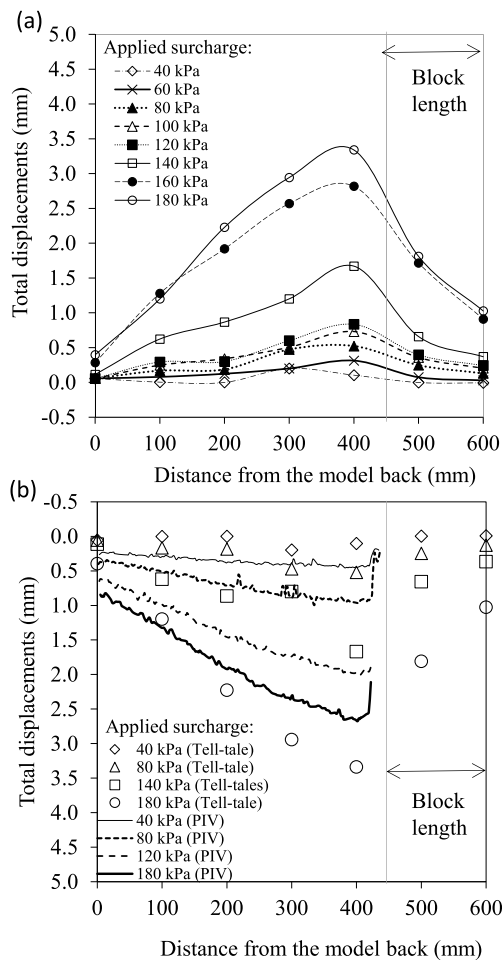 (a)
5.0
4.5
4.0
3.5
3.0
2.5
2.0
1.5
1.0
0.5
0.0
-0.5
Total displacements (mm)
Applied surcharge:
40 kPa
60 kPa
80 kPa
100 kPa
120 kPa
140 kPa
160 kPa
180 kPa
Block
length
0 100 200 300 400 500 600
Distance from the model back (mm)
(b)
-0.5
0.0
0.5
1.0
1.5
2.0
2.5
3.0
3.5
4.0
4.5
5.0
Total displacements (mm)
Applied surcharge:
40 kPa (Tell-tale)
80 kPa (Tell-tale)
140 kPa (Tell-tales)
180 kPa (Tell-tale)
40 kPa (PIV)
80 kPa (PIV)
120 kPa (PIV)
180 kPa (PIV)
Block
length
0 100 200 300 400 500 600
Distance from the model back (mm)